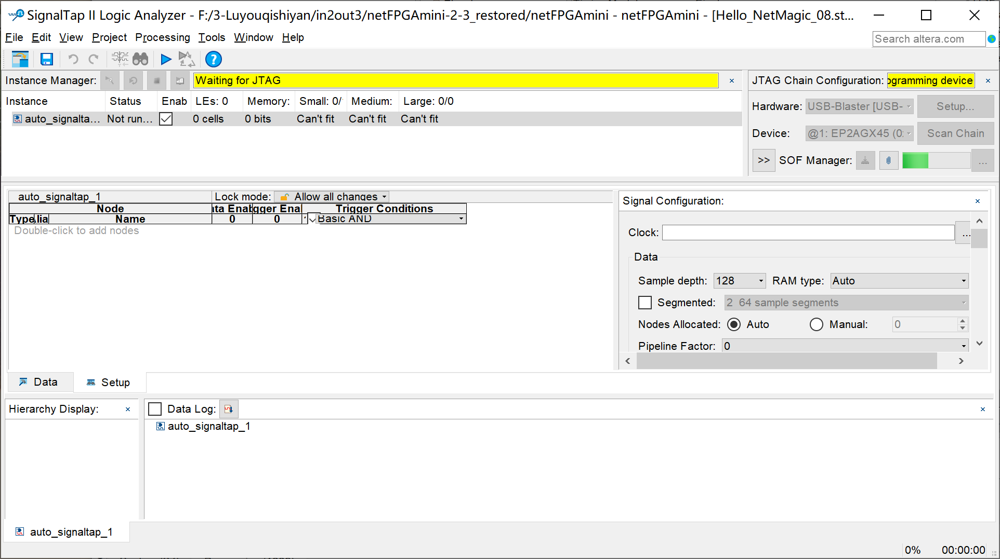 SignalTap II Logic Analyzer - F:/3-Luyouqishiyan/in2out3/netFPGAmini-2-3_restored/netFPGAmini - netFPGAmini - [Hello_NetMagic_08.st...
File Edit View Project Processing Tools Window Help
Search altera.com
Instance Manager: Waiting for JTAG
JTAG Chain Configuration: ogramming device
Instance Status Enab LEs: 0 Memory: Small: 0/ Medium: Large: 0/0
auto_signalta... Not run... 0 cells 0 bits Can't fit Can't fit Can't fit
Hardware: USB-Blaster [USB- Setup...
Device: @1: EP2AGX45 (0 Scan Chain
>> SOF Manager: ...
auto_signaltap_1 Lock mode: Allow all changes
Node ta Enab gger Enal Trigger Conditions
Type Alia Name 0 0 Basic AND
Double-click to add nodes
Signal Configuration:
Clock: ...
Data
Sample depth: 128 RAM type: Auto
Segmented: 2 64 sample segments
Nodes Allocated: Auto Manual: 0
Pipeline Factor: 0
Data Setup
Hierarchy Display:
Data Log:
auto_signaltap_1
auto_signaltap_1
0% 00:00:00